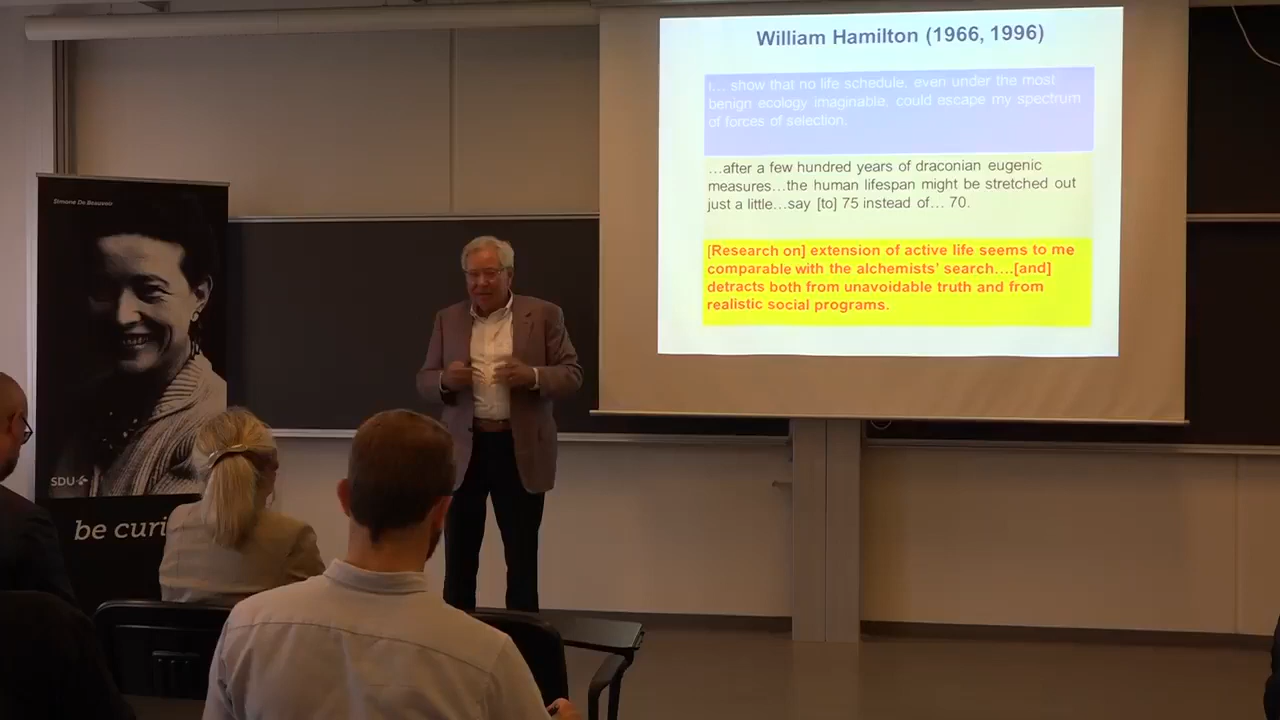 William Hamilton (1966, 1996)
I… show that no life schedule, even under the most
benign ecology imaginable, could escape my spectrum
of forces of selection.
…after a few hundred years of draconian eugenic
measures…the human lifespan might be stretched out
just a little…say [to] 75 instead of… 70.
[Research on] extension of active life seems to me
comparable with the alchemists' search….[and]
detracts both from unavoidable truth and from
realistic social programs.
Simone De Beauvoir
SDU
be curi